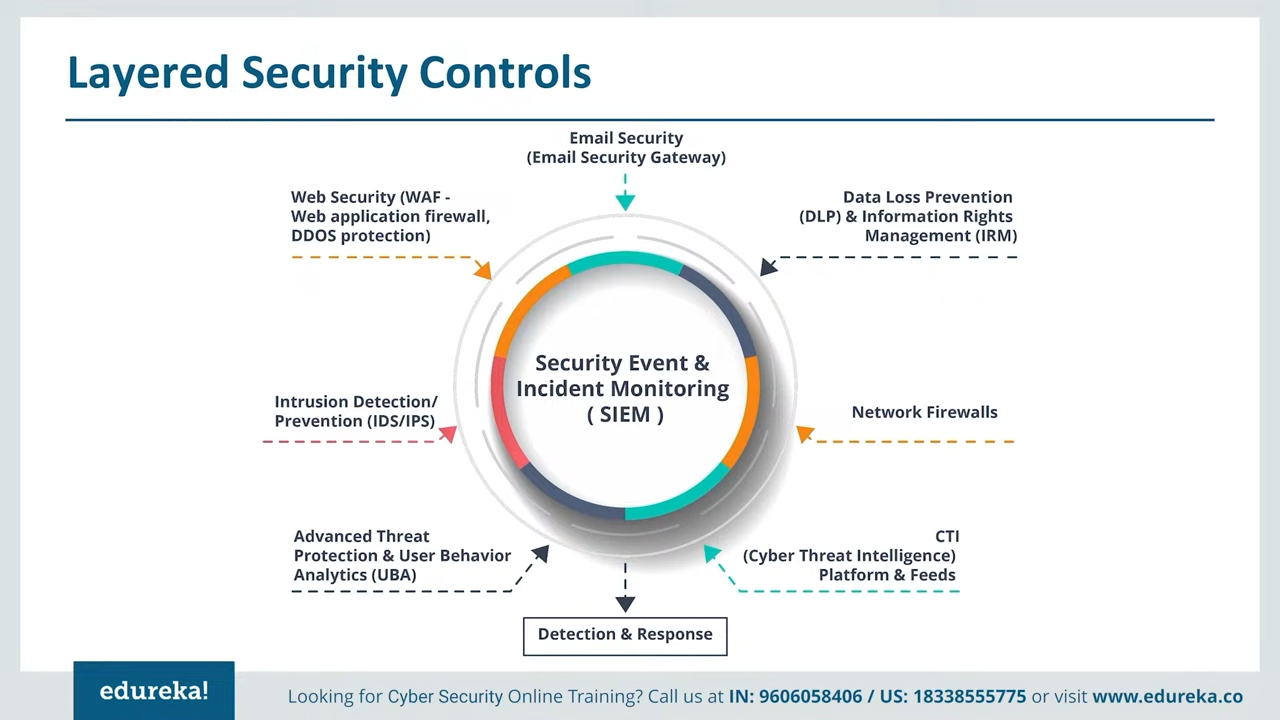 Layered Security Controls
Email Security
(Email Security Gateway)
Web Security (WAF -
Web application firewall,
DDOS protection)
Data Loss Prevention
(DLP) & Information Rights
Management (IRM)
Security Event &
Incident Monitoring
( SIEM )
Intrusion Detection/
Prevention (IDS/IPS)
Network Firewalls
Advanced Threat
Protection & User Behavior
Analytics (UBA)
CTI
(Cyber Threat Intelligence)
Platform & Feeds
Detection & Response
edureka!
Looking for Cyber Security Online Training? Call us at IN: 9606058406 / US: 18338555775 or visit www.edureka.co